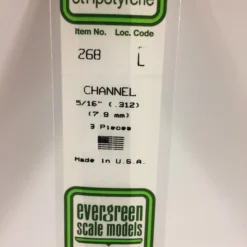 stripolyrene
Item No. Loc. Code
268 L
CHANNEL
5/16" (.312)
(7.9 mm)
3 Pieces
Made in U.S.A.
evergreen
scale models